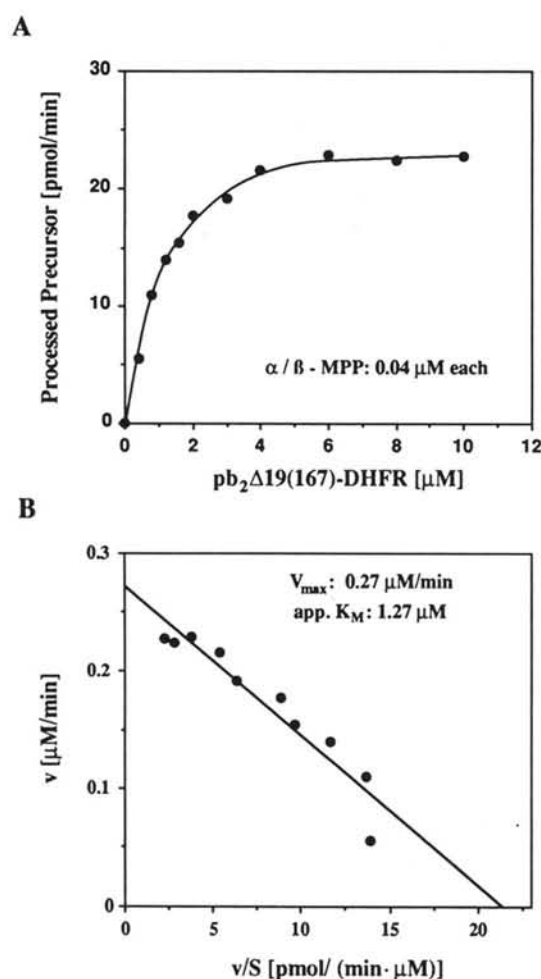 A
Processed Precursor [pmol/min]
30
20
10
0
α / ß - MPP: 0.04 μM each
0 2 4 6 8 10 12
pb₂Δ19(167)-DHFR [μM]
B
v [μM/min]
0.3
0.2
0.1
0
Vmax: 0.27 μM/min
app. KM: 1.27 μM
0 5 10 15 20
v/S [pmol/ (min·μM)]